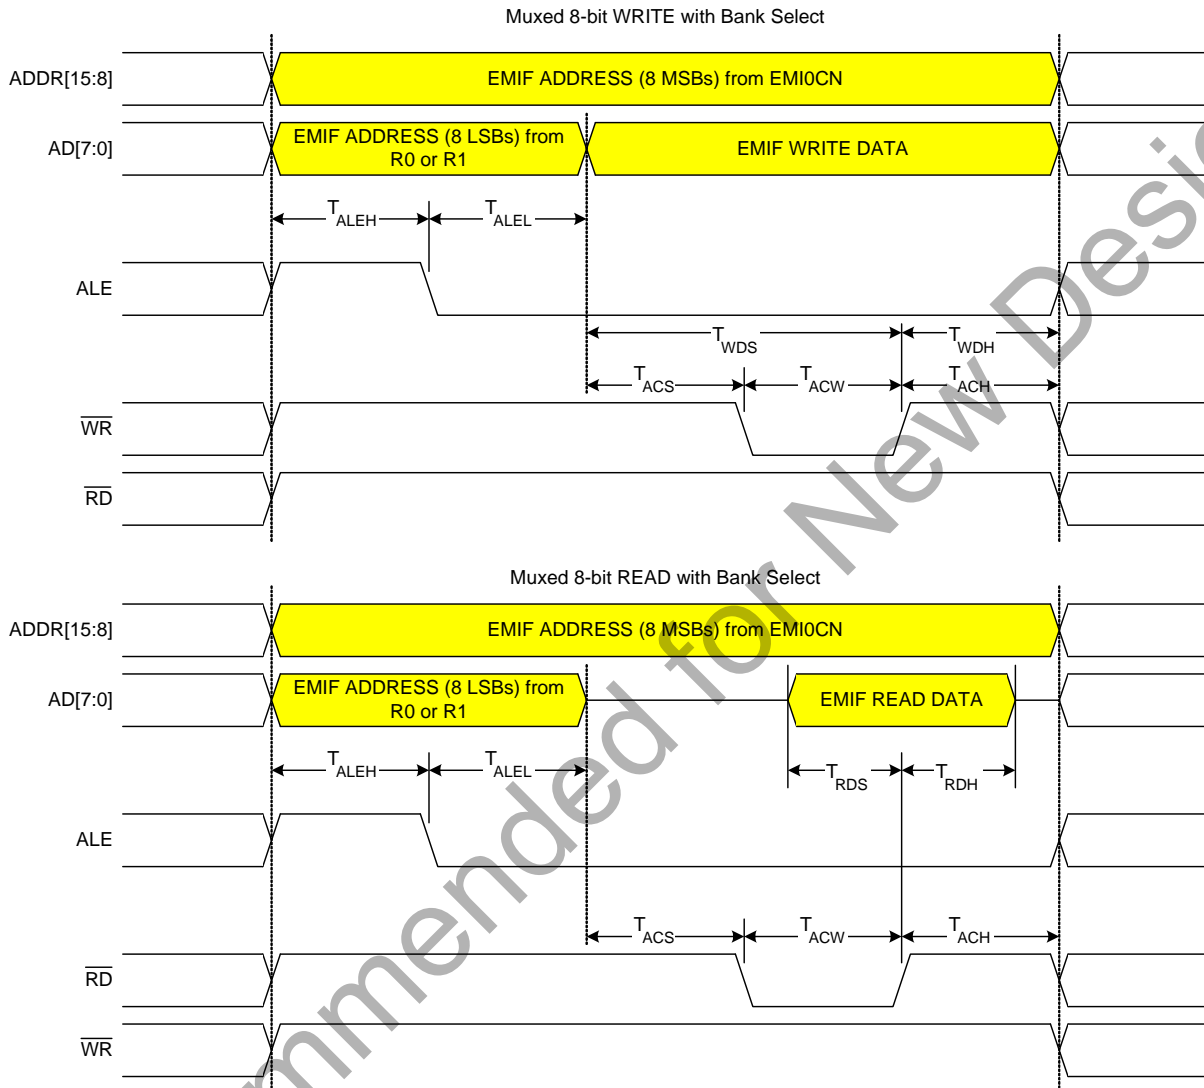 Muxed 8-bit WRITE with Bank Select
ADDR[15:8]
EMIF ADDRESS (8 MSBs) from EMI0CN
AD[7:0]
EMIF ADDRESS (8 LSBs) from
R0 or R1
EMIF WRITE DATA
TALEH
TALEL
ALE
TWDS
TWDH
TACS
TACW
TACH
WR
RD
Muxed 8-bit READ with Bank Select
ADDR[15:8]
EMIF ADDRESS (8 MSBs) from EMI0CN
AD[7:0]
EMIF ADDRESS (8 LSBs) from
R0 or R1
EMIF READ DATA
TALEH
TALEL
TRDS
TRDH
ALE
TACS
TACW
TACH
RD
WR
for New